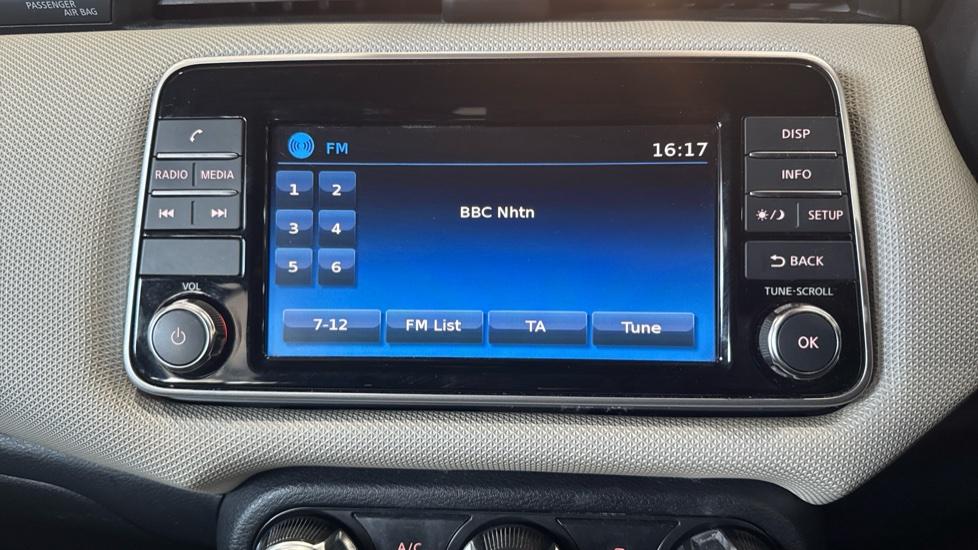 PASSENGER
AIR BAG
RADIO MEDIA
VOL
FM 16:17
1 2
BBC Nhtn
3 4
5 6
7-12 FM List TA Tune
DISP
INFO
SETUP
BACK
TUNE·SCROLL
OK
A/C